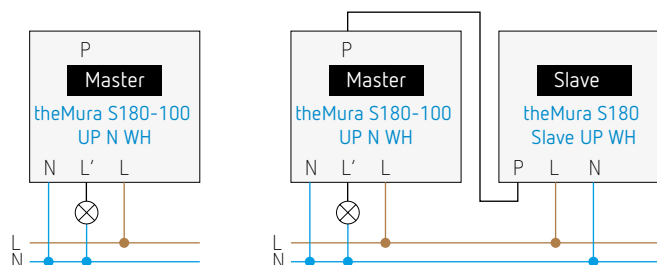 P
Master
theMura S180-100
UP N WH
N L′ L
L
N
P
Master
theMura S180-100
UP N WH
N L′ L
Slave
theMura S180
Slave UP WH
P L N